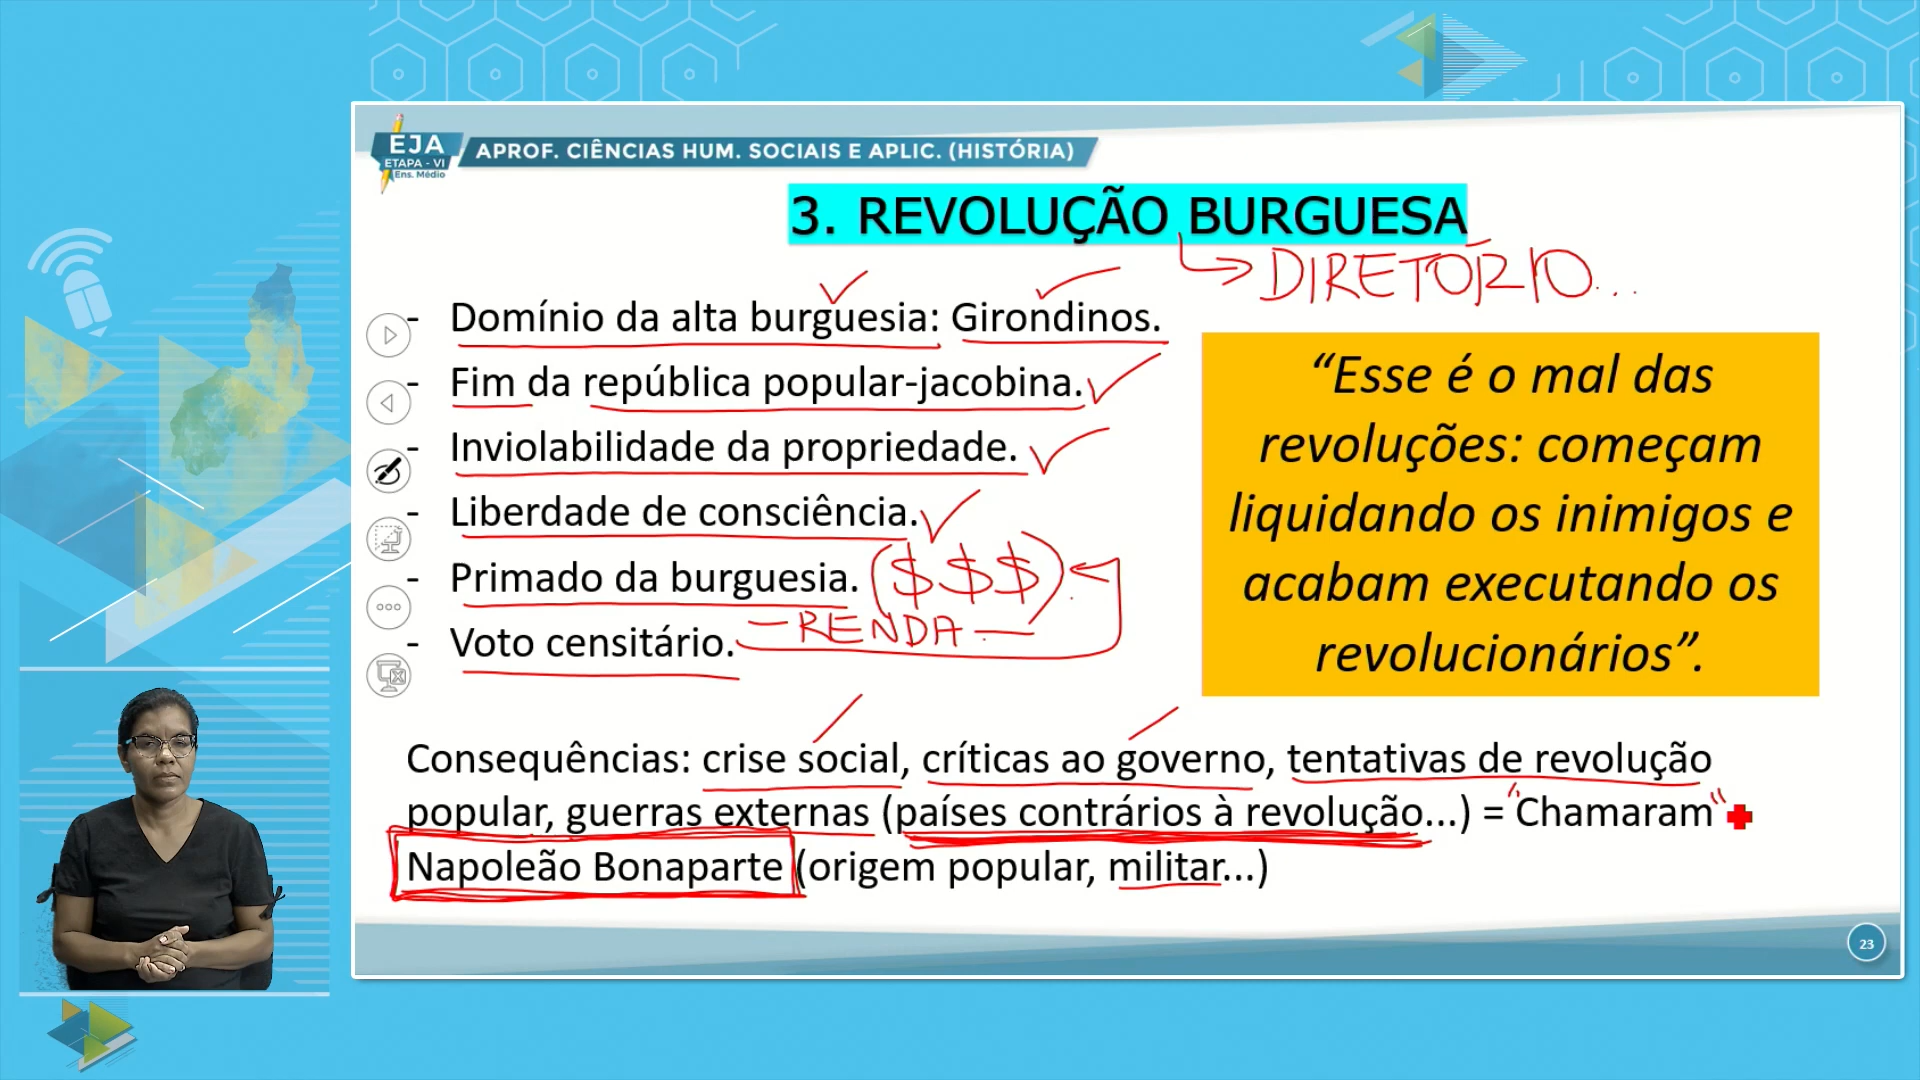 EJA
ETAPA - VI
Ens. Médio
APROF. CIÊNCIAS HUM. SOCIAIS E APLIC. (HISTÓRIA)
3. REVOLUÇÃO BURGUESA
DIRETÓRIO...
- Domínio da alta burguesia: Girondinos.
- Fim da república popular-jacobina.
- Inviolabilidade da propriedade.
- Liberdade de consciência.
- Primado da burguesia. ($$$)
- RENDA -
- Voto censitário.
“Esse é o mal das
revoluções: começam
liquidando os inimigos e
acabam executando os
revolucionários”.
Consequências: crise social, críticas ao governo, tentativas de revolução
popular, guerras externas (países contrários à revolução...) = "Chamaram"
Napoleão Bonaparte (origem popular, militar...)
23